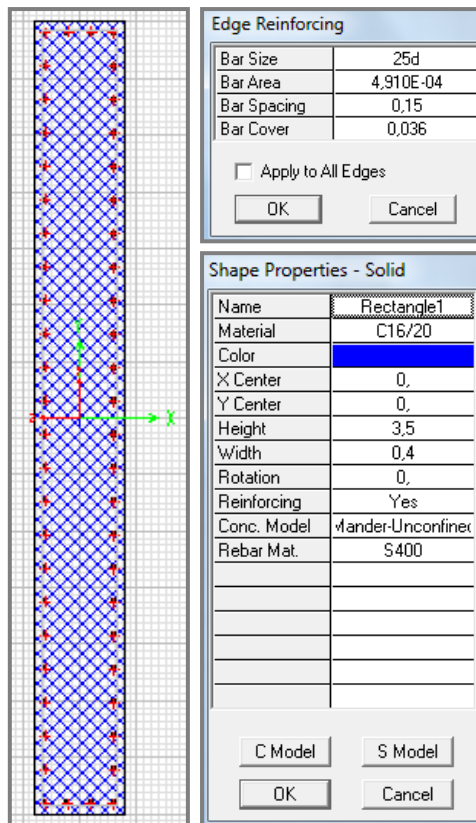 Edge Reinforcing
Bar Size 25d
Bar Area 4,910E-04
Bar Spacing 0,15
Bar Cover 0,036
Apply to All Edges
OK Cancel
Shape Properties - Solid
Name Rectangle1
Material C16/20
Color
X Center 0,
Y Center 0,
Height 3,5
Width 0,4
Rotation 0,
Reinforcing Yes
Conc. Model Mander-Unconfined
Rebar Mat. S400
C Model S Model
OK Cancel
Y
X